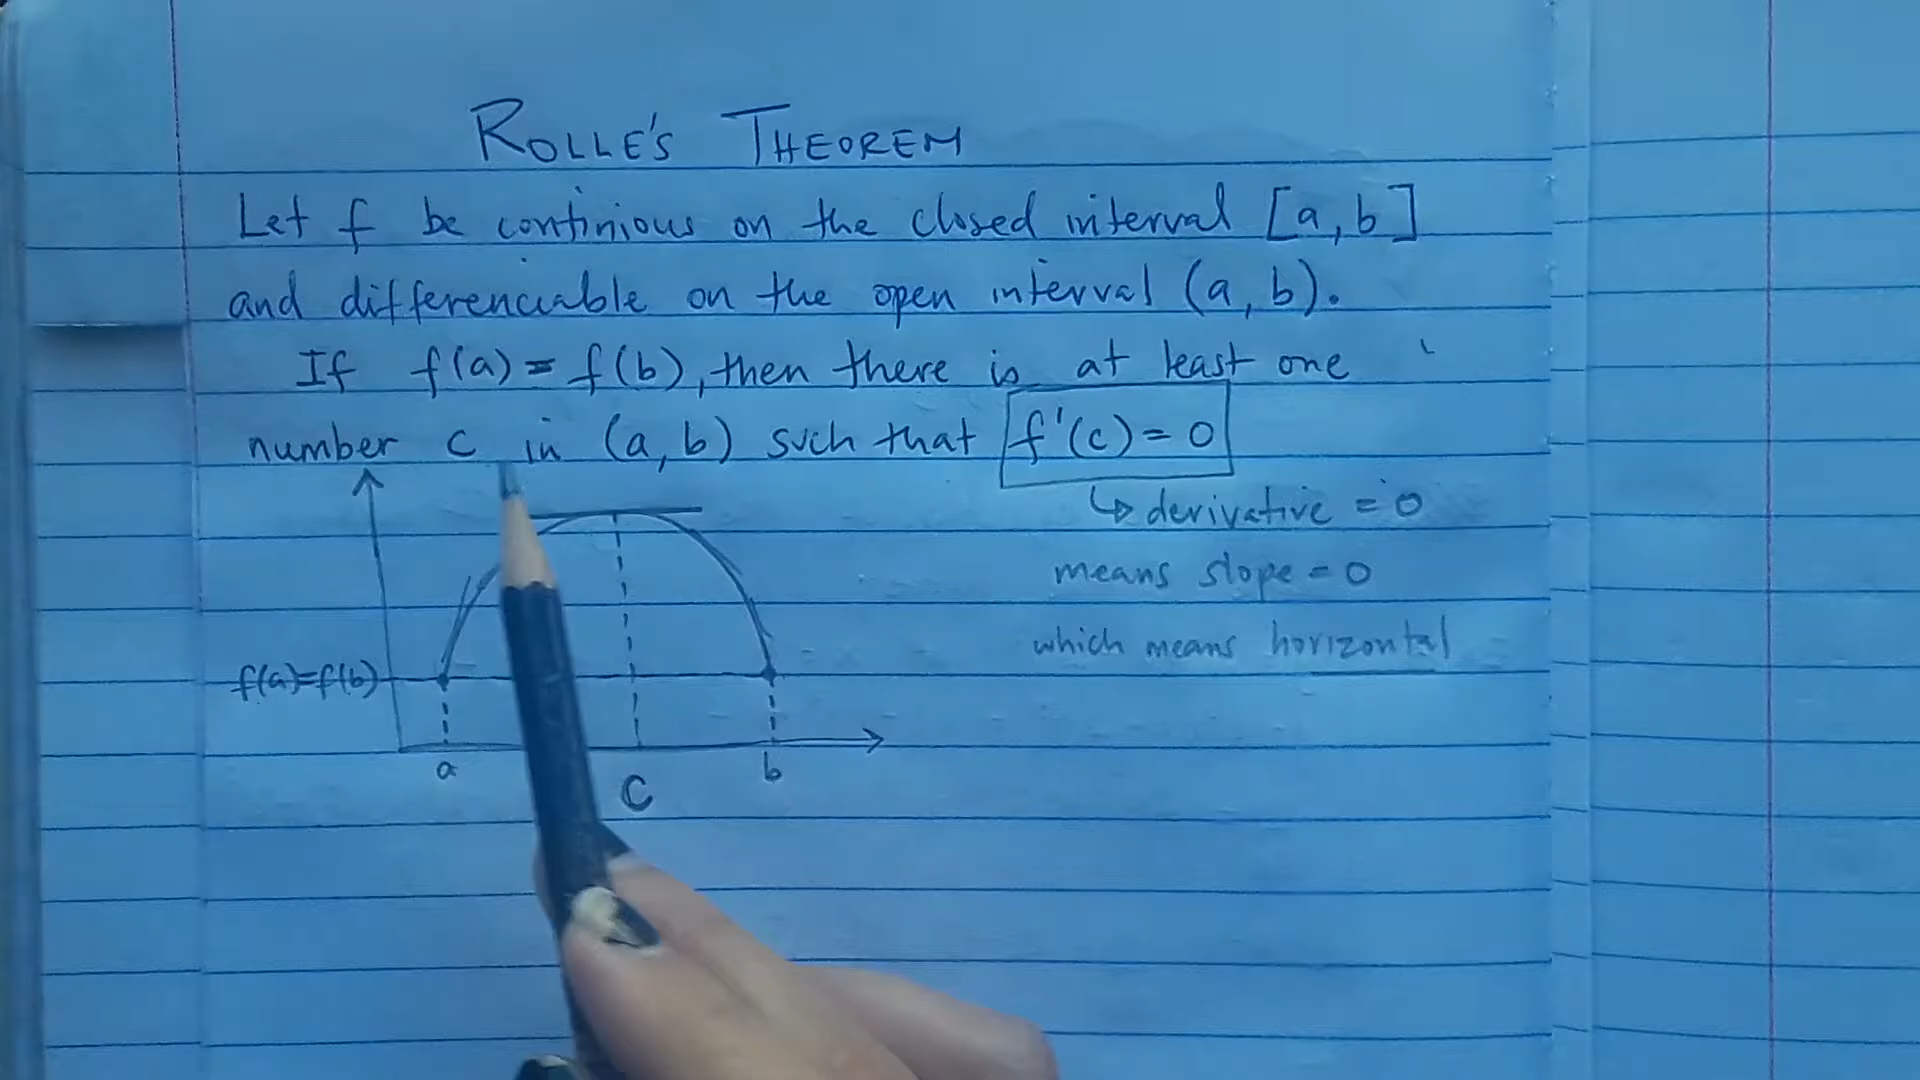 ROLLE'S THEOREM
Let f be continious on the closed interval [a, b]
and differenciable on the open interval (a, b).
If f(a) = f(b), then there is at least one
number c in (a, b) such that f'(c) = 0
↳ derivative = 0
means slope = 0
which means horizontal
f(a)=f(b)
a
b
C